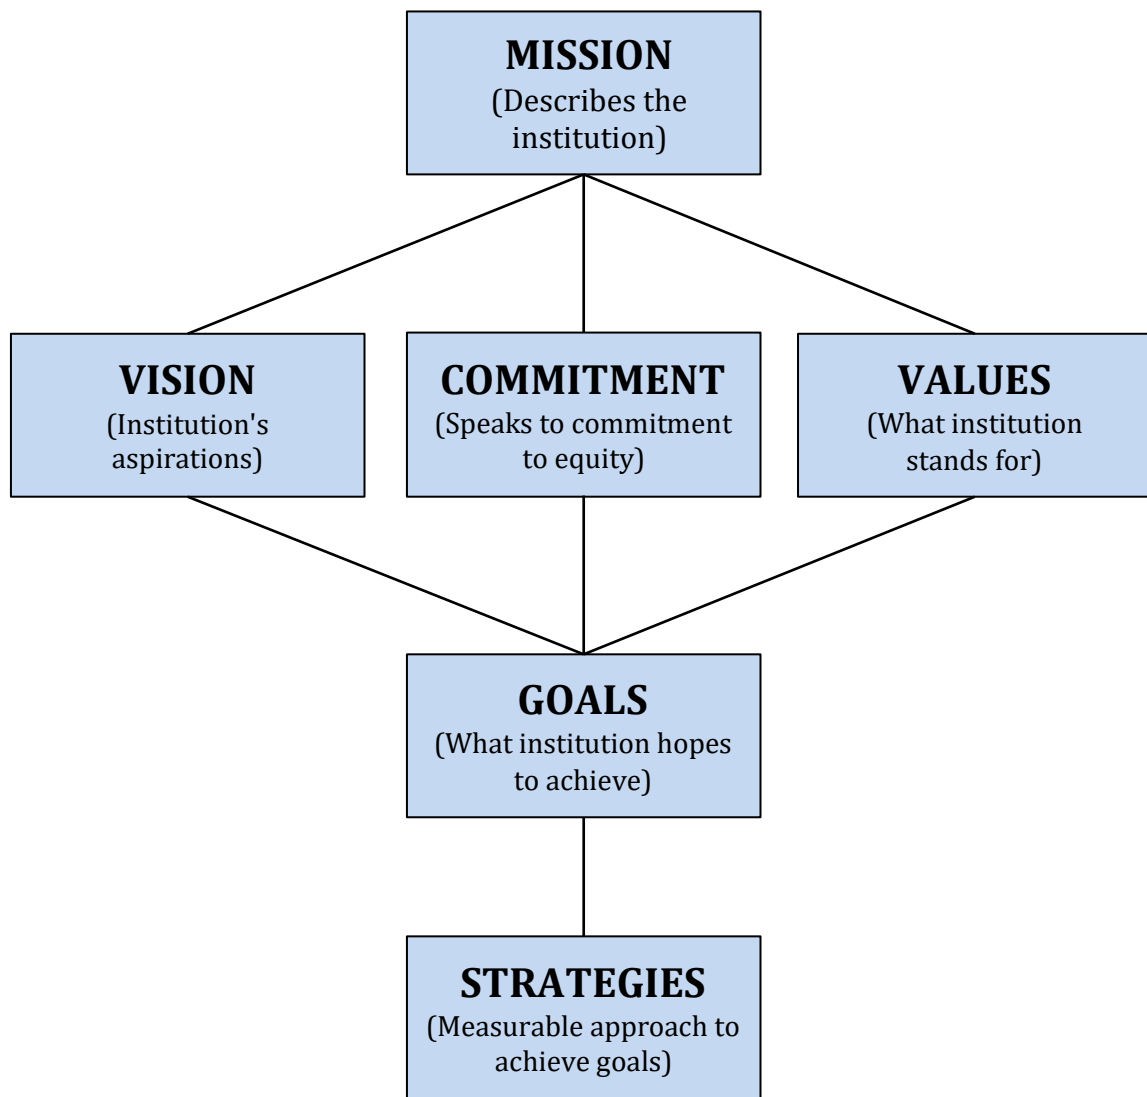 MISSION
(Describes the
institution)
VISION
(Institution's
aspirations)
COMMITMENT
(Speaks to commitment
to equity)
VALUES
(What institution
stands for)
GOALS
(What institution hopes
to achieve)
STRATEGIES
(Measurable approach to
achieve goals)